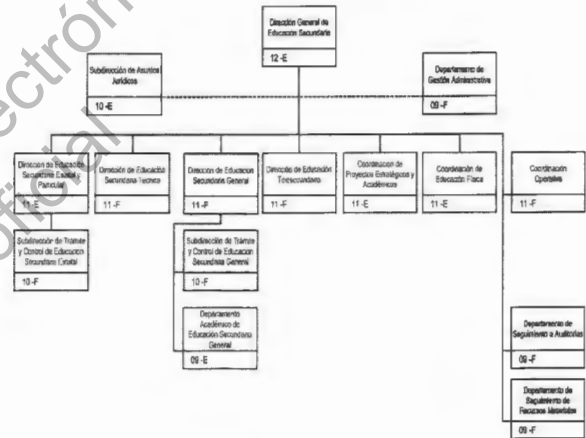 Dirección General de
Educación Secundaria
12 -E
Subdirección de Asuntos
Jurídicos
10 -E
Departamento de
Gestión Administrativa
09 -F
Dirección de Educación
Secundaria Estatal y
Particular
11 -E
Dirección de Educación
Secundaria Técnica
11 -F
Dirección de Educación
Secundaria General
11 -F
Dirección de Educación
Telesecundaria
11 -F
Coordinación de
Proyectos Estratégicos y
Académicos
11 -E
Coordinación de
Educación Física
11 -E
Coordinación
Operativa
11 -F
Subdirección de Trámite
y Control de Educación
Secundaria Estatal
10 -F
Subdirección de Trámite
y Control de Educación
Secundaria General
10 -F
Departamento
Académico de
Educación Secundaria
General
09 -E
Departamento de
Seguimiento a Auditorías
09 -F
Departamento de
Seguimiento de
Recursos Materiales
09 -F
ectrón
oficial